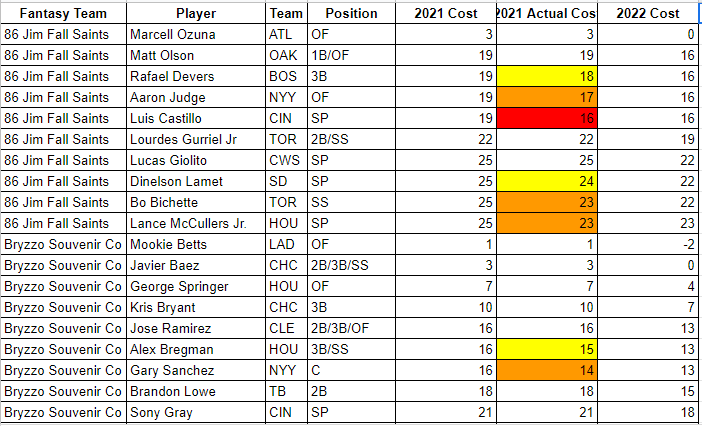 Fantasy Team Player Team Position 2021 Cost 2021 Actual Cos 2022 Cost
86 Jim Fall Saints Marcell Ozuna ATL OF 3 3 0
86 Jim Fall Saints Matt Olson OAK 1B/OF 19 19 16
86 Jim Fall Saints Rafael Devers BOS 3B 19 18 16
86 Jim Fall Saints Aaron Judge NYY OF 19 17 16
86 Jim Fall Saints Luis Castillo CIN SP 19 16 16
86 Jim Fall Saints Lourdes Gurriel Jr TOR 2B/SS 22 22 19
86 Jim Fall Saints Lucas Giolito CWS SP 25 25 22
86 Jim Fall Saints Dinelson Lamet SD SP 25 24 22
86 Jim Fall Saints Bo Bichette TOR SS 25 23 22
86 Jim Fall Saints Lance McCullers Jr. HOU SP 25 23 23
Bryzzo Souvenir Co Mookie Betts LAD OF 1 1 -2
Bryzzo Souvenir Co Javier Baez CHC 2B/3B/SS 3 3 0
Bryzzo Souvenir Co George Springer HOU OF 7 7 4
Bryzzo Souvenir Co Kris Bryant CHC 3B 10 10 7
Bryzzo Souvenir Co Jose Ramirez CLE 2B/3B/OF 16 16 13
Bryzzo Souvenir Co Alex Bregman HOU 3B/SS 16 15 13
Bryzzo Souvenir Co Gary Sanchez NYY C 16 14 13
Bryzzo Souvenir Co Brandon Lowe TB 2B 18 18 15
Bryzzo Souvenir Co Sony Gray CIN SP 21 21 18